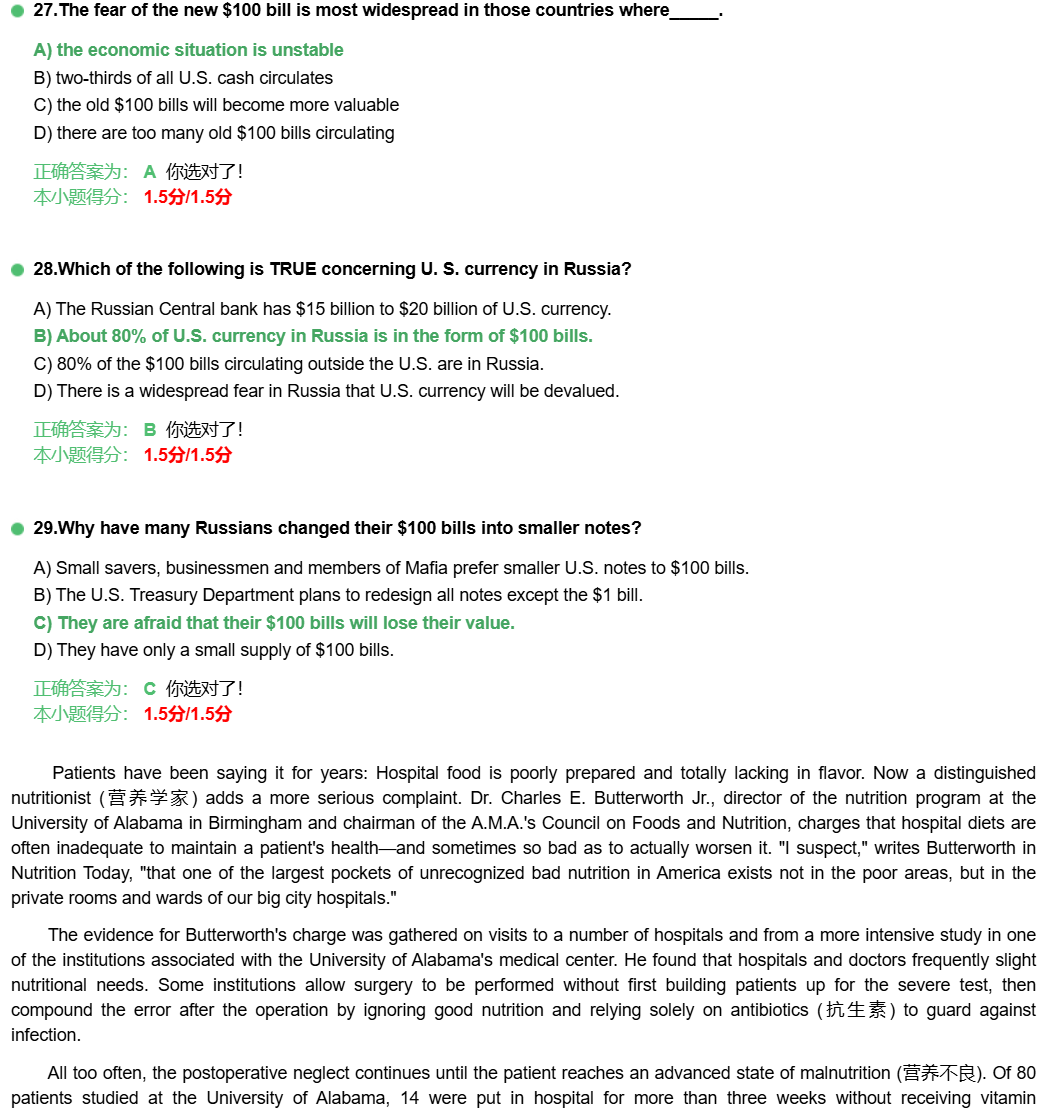 27.The fear of the new $100 bill is most widespread in those countries where_____.
A) the economic situation is unstable
B) two-thirds of all U.S. cash circulates
C) the old $100 bills will become more valuable
D) there are too many old $100 bills circulating
正确答案为： A 你选对了!
本小题得分： 1.5分/1.5分
28.Which of the following is TRUE concerning U. S. currency in Russia?
A) The Russian Central bank has $15 billion to $20 billion of U.S. currency.
B) About 80% of U.S. currency in Russia is in the form of $100 bills.
C) 80% of the $100 bills circulating outside the U.S. are in Russia.
D) There is a widespread fear in Russia that U.S. currency will be devalued.
正确答案为： B 你选对了!
本小题得分： 1.5分/1.5分
29.Why have many Russians changed their $100 bills into smaller notes?
A) Small savers, businessmen and members of Mafia prefer smaller U.S. notes to $100 bills.
B) The U.S. Treasury Department plans to redesign all notes except the $1 bill.
C) They are afraid that their $100 bills will lose their value.
D) They have only a small supply of $100 bills.
正确答案为： C 你选对了!
本小题得分： 1.5分/1.5分
Patients have been saying it for years: Hospital food is poorly prepared and totally lacking in flavor. Now a distinguished
nutritionist (营养学家) adds a more serious complaint. Dr. Charles E. Butterworth Jr., director of the nutrition program at the
University of Alabama in Birmingham and chairman of the A.M.A.'s Council on Foods and Nutrition, charges that hospital diets are
often inadequate to maintain a patient's health—and sometimes so bad as to actually worsen it. "I suspect," writes Butterworth in
Nutrition Today, "that one of the largest pockets of unrecognized bad nutrition in America exists not in the poor areas, but in the
private rooms and wards of our big city hospitals."
The evidence for Butterworth's charge was gathered on visits to a number of hospitals and from a more intensive study in one
of the institutions associated with the University of Alabama's medical center. He found that hospitals and doctors frequently slight
nutritional needs. Some institutions allow surgery to be performed without first building patients up for the severe test, then
compound the error after the operation by ignoring good nutrition and relying solely on antibiotics (抗生素) to guard against
infection.
All too often, the postoperative neglect continues until the patient reaches an advanced state of malnutrition (营养不良). Of 80
patients studied at the University of Alabama, 14 were put in hospital for more than three weeks without receiving vitamin